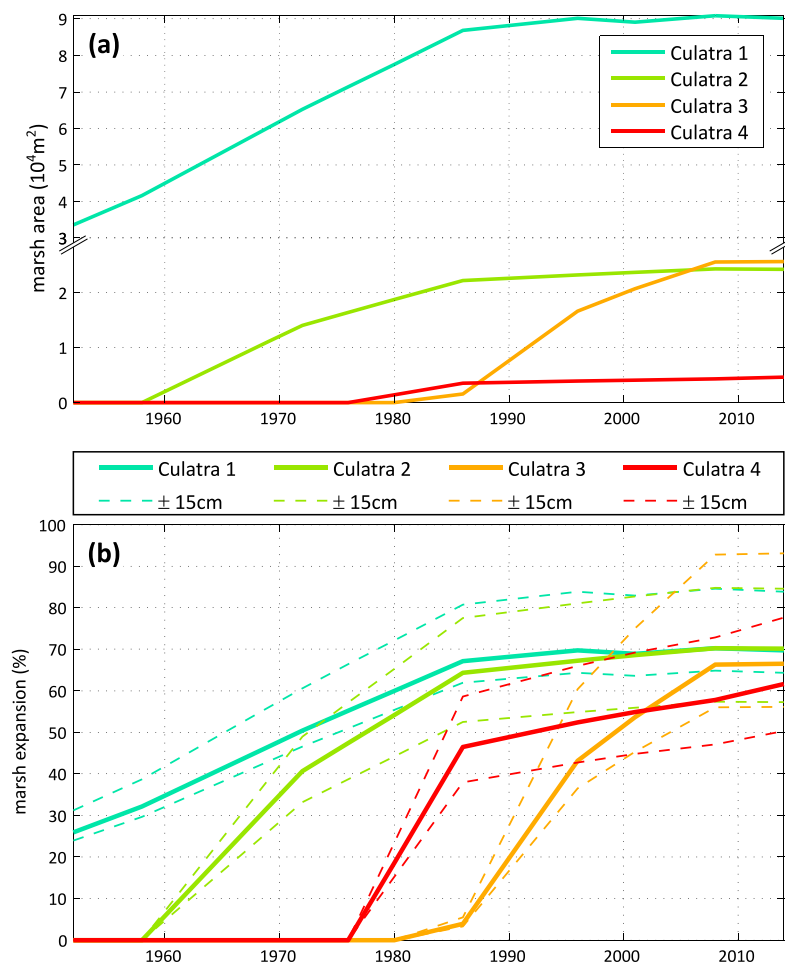 (a)
Culatra 1
Culatra 2
Culatra 3
Culatra 4
marsh area (10⁴m²)
9
8
7
6
5
4
3
2
1
0
1960 1970 1980 1990 2000 2010
Culatra 1 Culatra 2 Culatra 3 Culatra 4
± 15cm ± 15cm ± 15cm ± 15cm
(b)
marsh expansion (%)
100
90
80
70
60
50
40
30
20
10
0
1960 1970 1980 1990 2000 2010